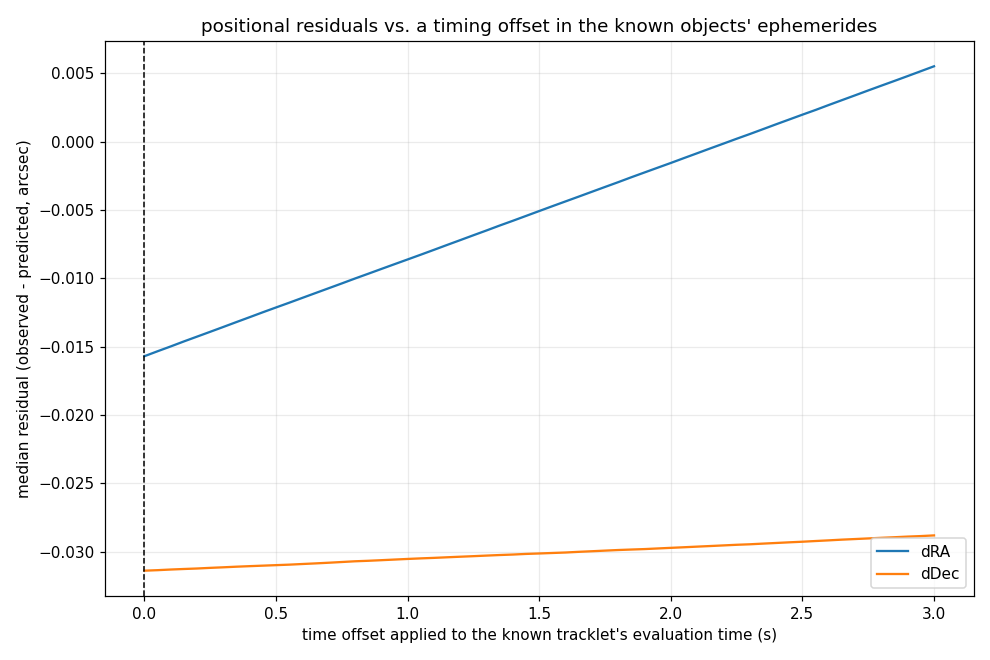 positional residuals vs. a timing offset in the known objects' ephemerides
median residual (observed - predicted, arcsec)
0.005
0.000
−0.005
−0.010
−0.015
−0.020
−0.025
−0.030
dRA
dDec
0.0 0.5 1.0 1.5 2.0 2.5 3.0
time offset applied to the known tracklet's evaluation time (s)